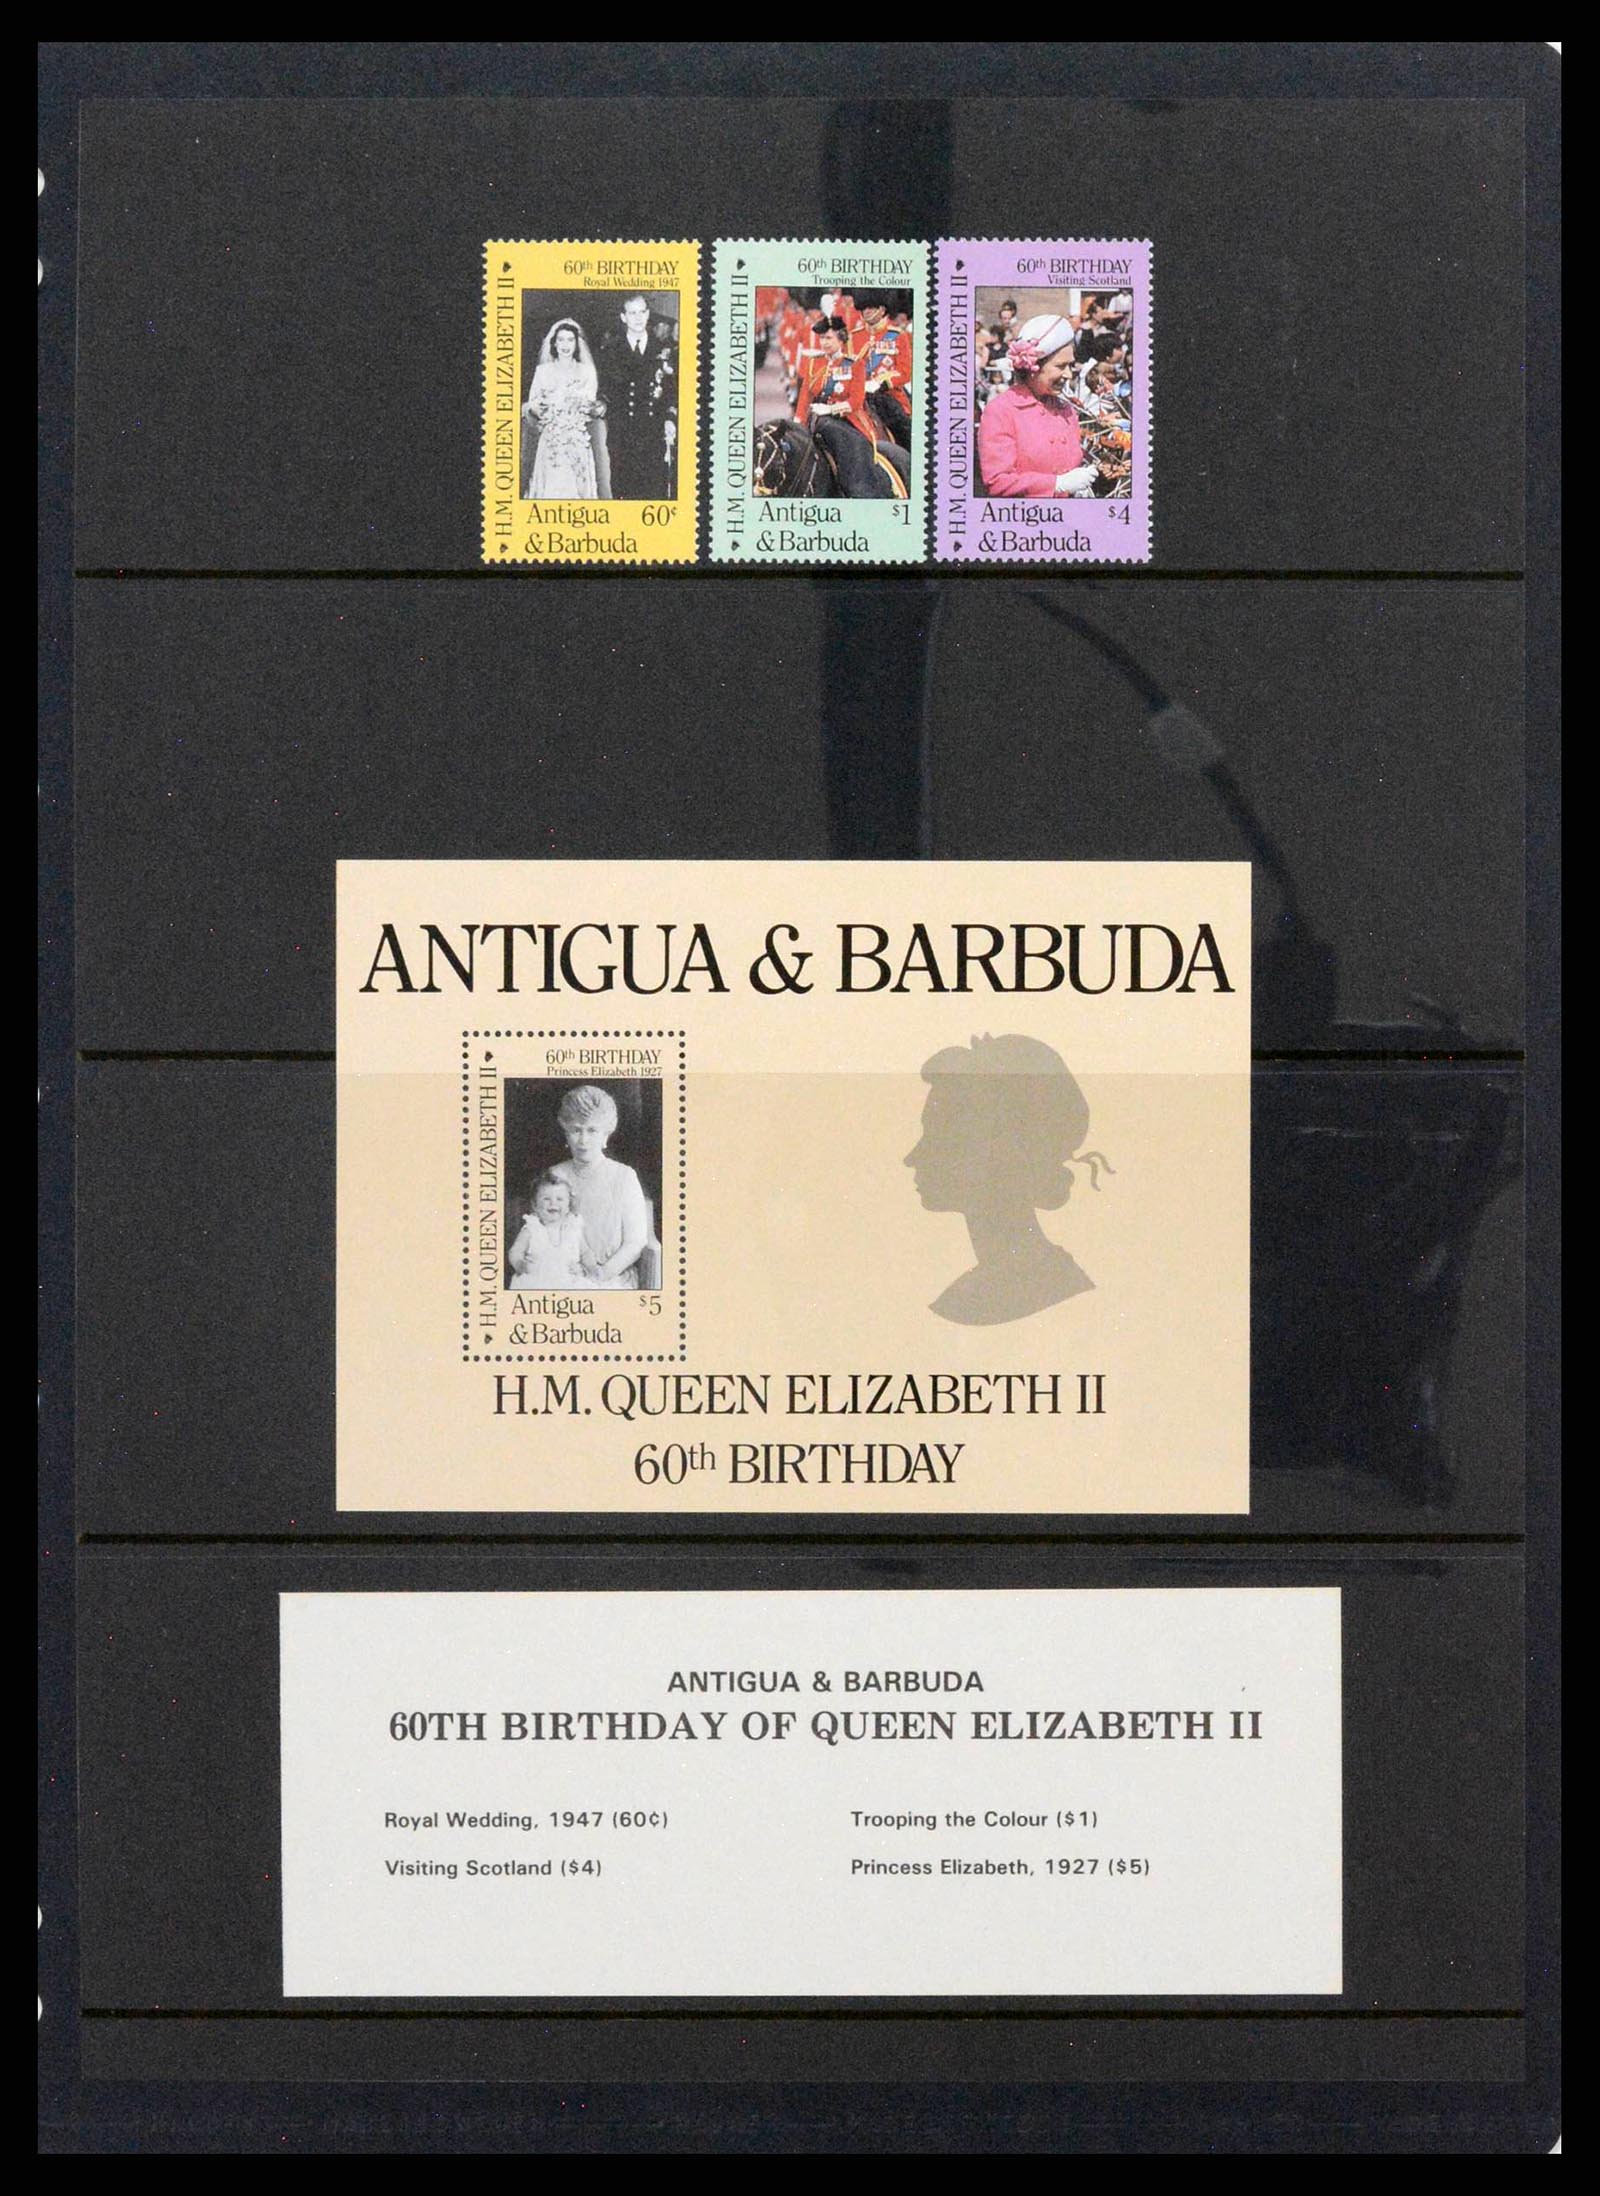 60th BIRTHDAY
Royal Wedding 1947
H.M. QUEEN ELIZABETH II
Antigua 60¢
& Barbuda
60th BIRTHDAY
Trooping the Colour
H.M. QUEEN ELIZABETH II
Antigua $1
& Barbuda
60th BIRTHDAY
Visiting Scotland
H.M. QUEEN ELIZABETH II
Antigua $4
& Barbuda
ANTIGUA & BARBUDA
60th BIRTHDAY
Princess Elizabeth 1927
H.M. QUEEN ELIZABETH II
Antigua $5
& Barbuda
H.M. QUEEN ELIZABETH II
60th BIRTHDAY
ANTIGUA & BARBUDA
60TH BIRTHDAY OF QUEEN ELIZABETH II
Royal Wedding, 1947 (60¢) Trooping the Colour ($1)
Visiting Scotland ($4) Princess Elizabeth, 1927 ($5)